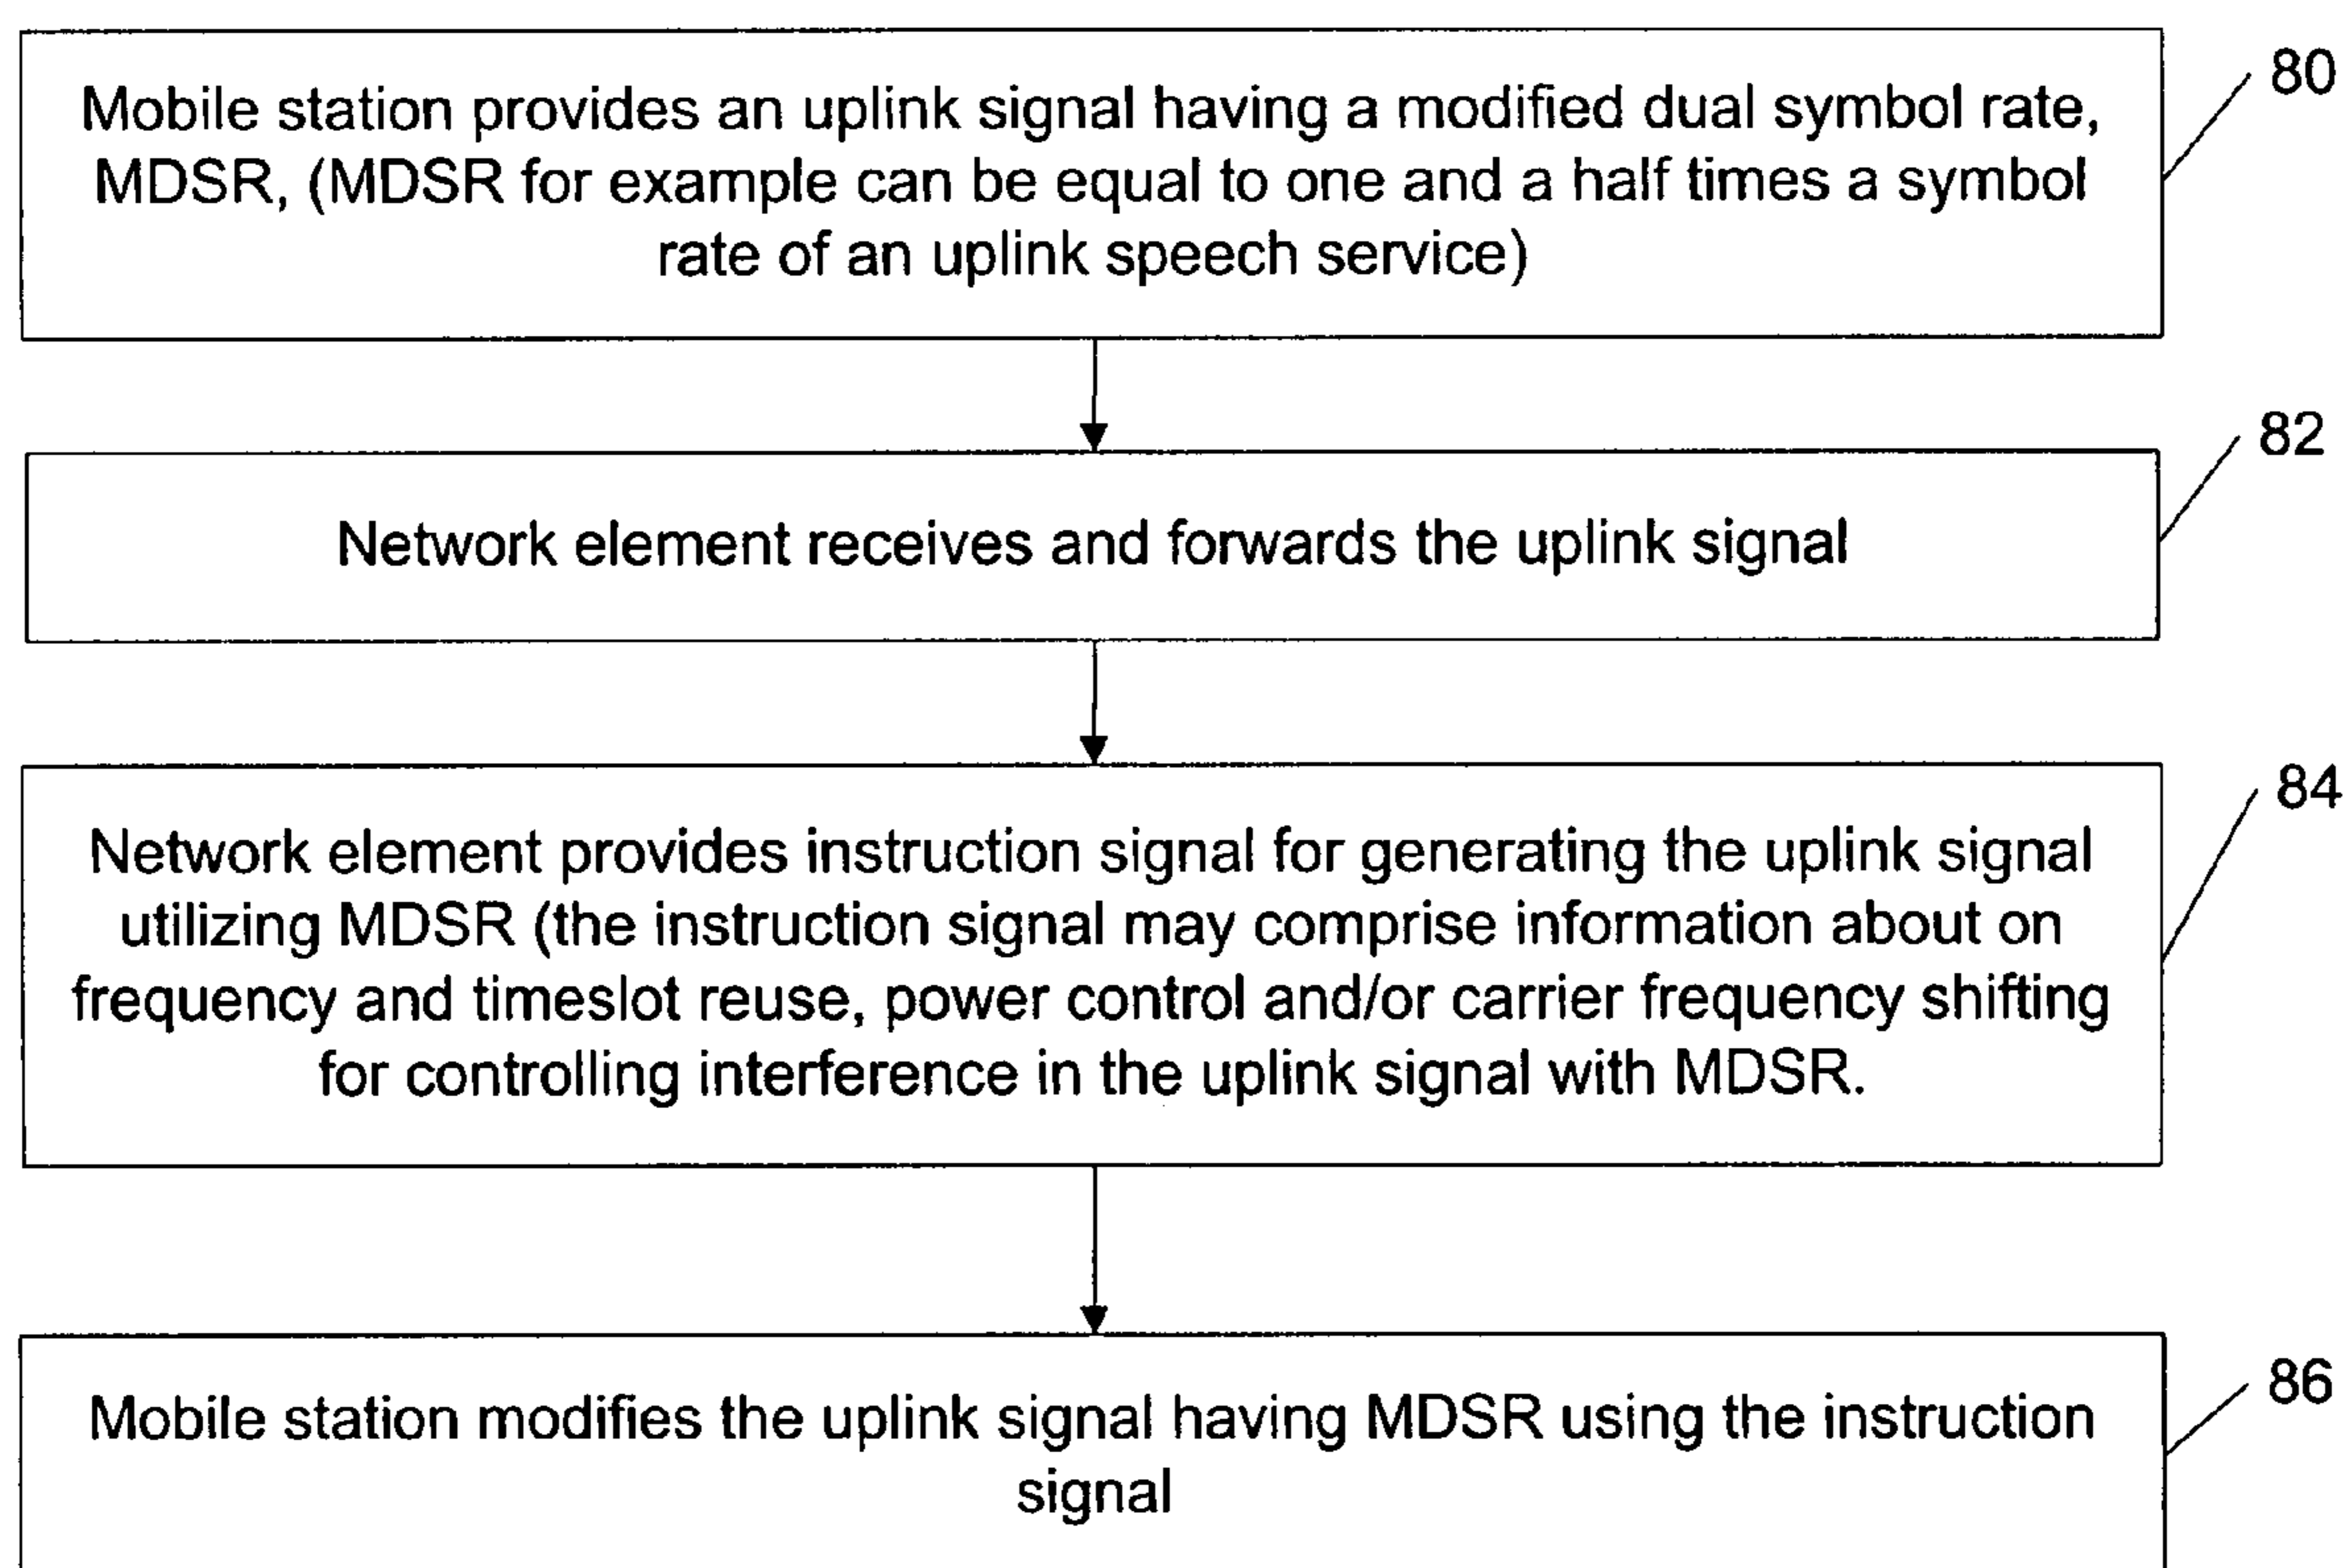 80
Mobile station provides an uplink signal having a modified dual symbol rate,
MDSR, (MDSR for example can be equal to one and a half times a symbol
rate of an uplink speech service)
82
Network element receives and forwards the uplink signal
84
Network element provides instruction signal for generating the uplink signal
utilizing MDSR (the instruction signal may comprise information about on
frequency and timeslot reuse, power control and/or carrier frequency shifting
for controlling interference in the uplink signal with MDSR.
86
Mobile station modifies the uplink signal having MDSR using the instruction
signal